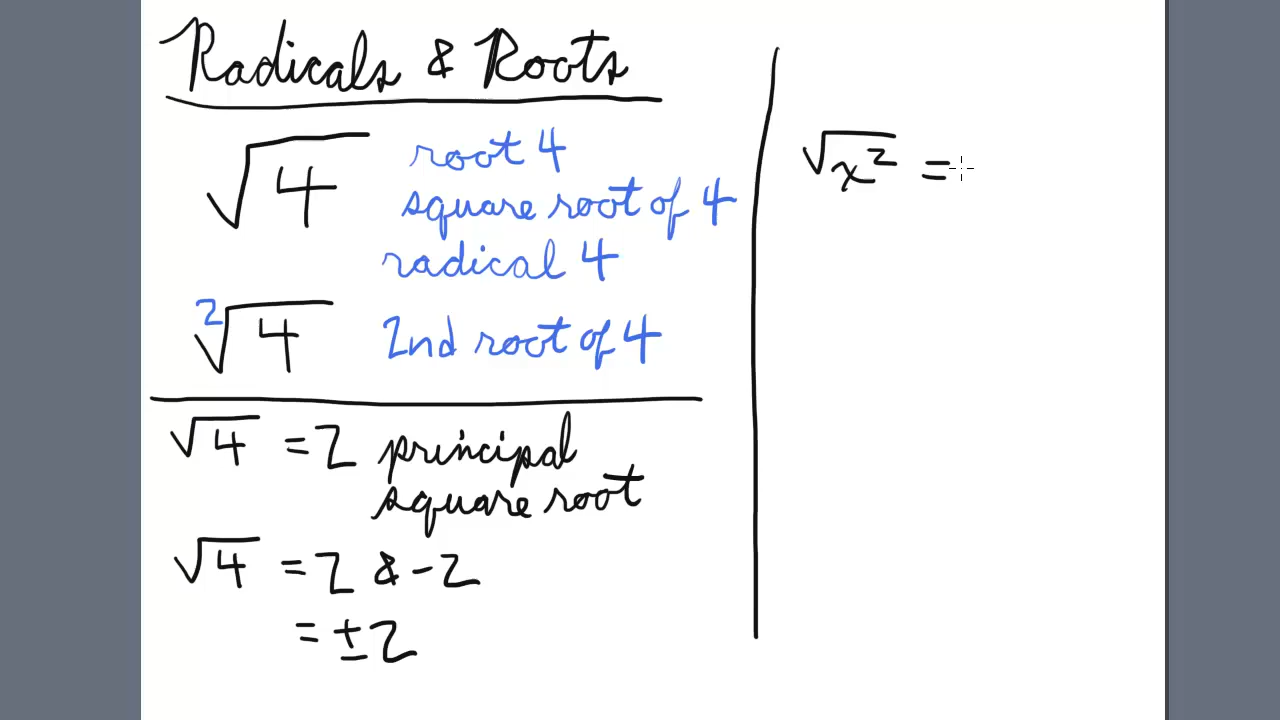 Radicals & Roots
√4 root 4
square root of 4
radical 4
²√4 2nd root of 4
√4 = 2 principal
square root
√4 = 2 & -2
= ±2
√x² =